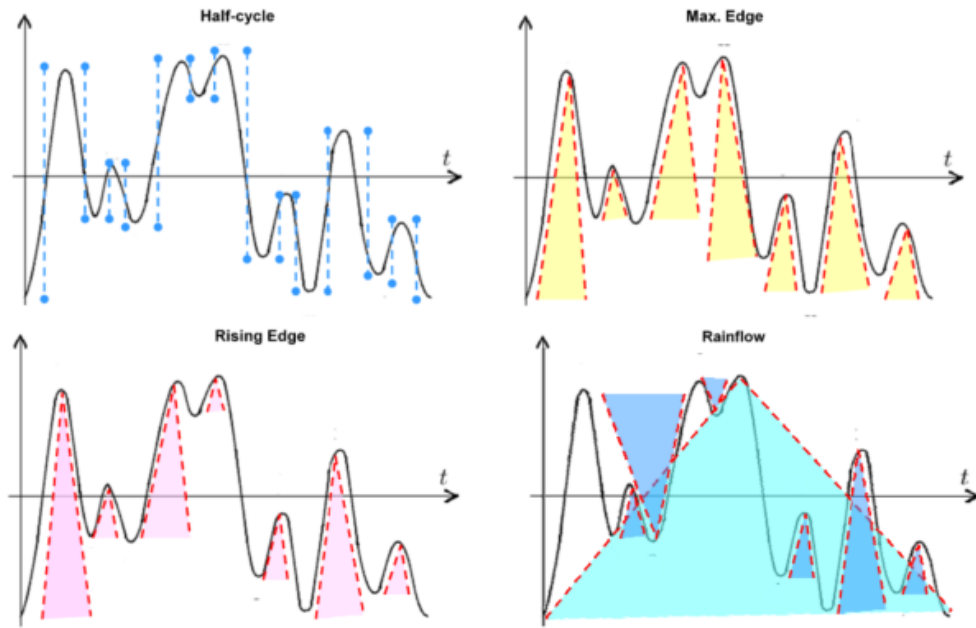 Half-cycle
Max. Edge
t
t
Rising Edge
Rainflow
t
t